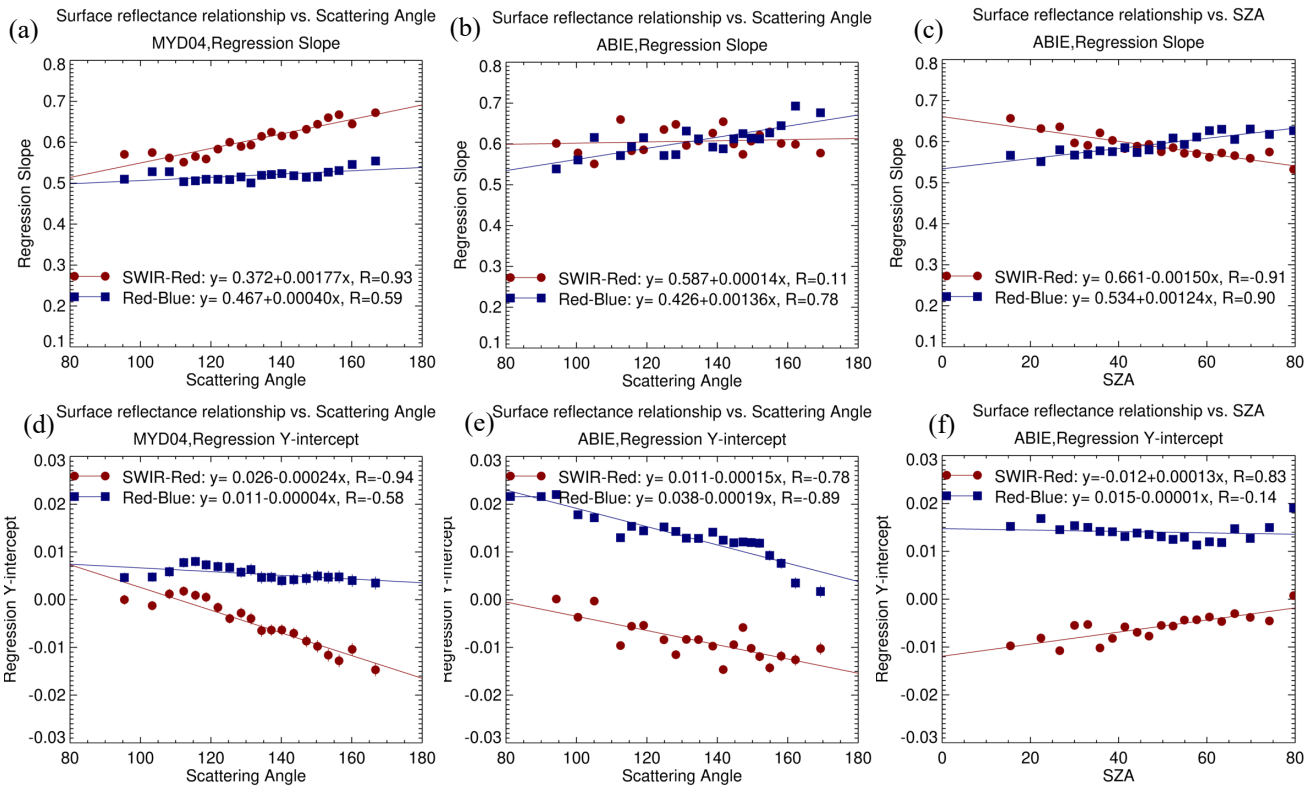 (a)
Surface reflectance relationship vs. Scattering Angle
MYD04,Regression Slope
Regression Slope
0.8
0.7
0.6
0.5
0.4
0.3
0.2
0.1
SWIR-Red: y= 0.372+0.00177x, R=0.93
Red-Blue: y= 0.467+0.00040x, R=0.59
80 100 120 140 160 180
Scattering Angle
(b)
Surface reflectance relationship vs. Scattering Angle
ABIE,Regression Slope
Regression Slope
0.8
0.7
0.6
0.5
0.4
0.3
0.2
0.1
SWIR-Red: y= 0.587+0.00014x, R=0.11
Red-Blue: y= 0.426+0.00136x, R=0.78
80 100 120 140 160 180
Scattering Angle
(c)
Surface reflectance relationship vs. SZA
ABIE,Regression Slope
Regression Slope
0.8
0.7
0.6
0.5
0.4
0.3
0.2
0.1
SWIR-Red: y= 0.661-0.00150x, R=-0.91
Red-Blue: y= 0.534+0.00124x, R=0.90
0 20 40 60 80
SZA
(d)
Surface reflectance relationship vs. Scattering Angle
MYD04,Regression Y-intercept
Regression Y-intercept
0.03
0.02
0.01
0.00
-0.01
-0.02
-0.03
SWIR-Red: y= 0.026-0.00024x, R=-0.94
Red-Blue: y= 0.011-0.00004x, R=-0.58
80 100 120 140 160 180
Scattering Angle
(e)
Surface reflectance relationship vs. Scattering Angle
ABIE,Regression Y-intercept
Regression Y-intercept
0.03
0.02
0.01
0.00
-0.01
-0.02
-0.03
SWIR-Red: y= 0.011-0.00015x, R=-0.78
Red-Blue: y= 0.038-0.00019x, R=-0.89
80 100 120 140 160 180
Scattering Angle
(f)
Surface reflectance relationship vs. SZA
ABIE,Regression Y-intercept
Regression Y-intercept
0.03
0.02
0.01
0.00
-0.01
-0.02
-0.03
SWIR-Red: y=-0.012+0.00013x, R=0.83
Red-Blue: y= 0.015-0.00001x, R=-0.14
0 20 40 60 80
SZA